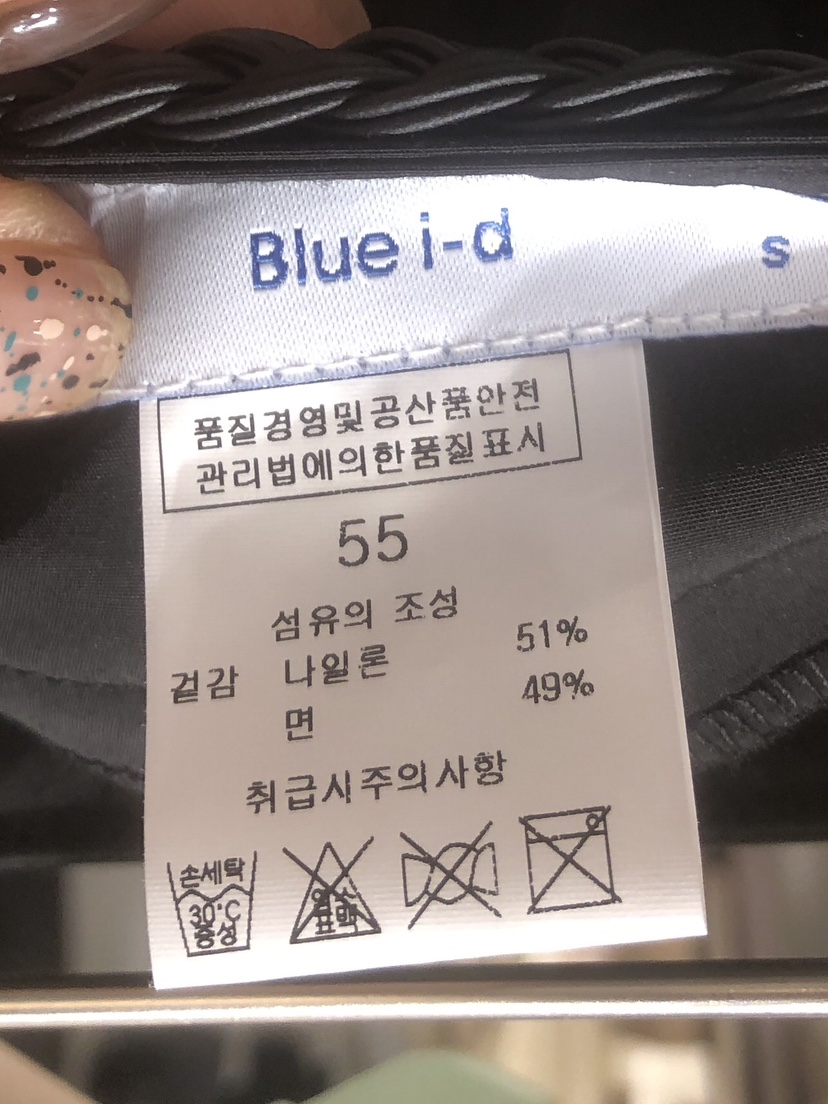 Blue i-d
s
품질경영및공산품안전
관리법에의한품질표시
55
섬유의 조성
겉감 나일론 51%
면 49%
취급시주의사항
손세탁
30°C
중성
염소
표백